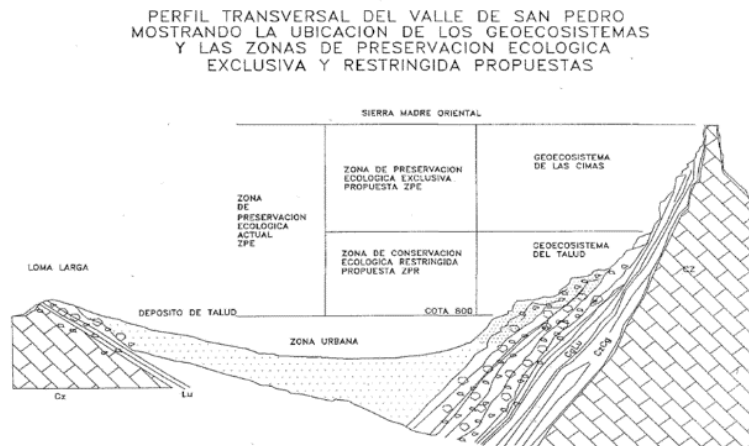 PERFIL TRANSVERSAL DEL VALLE DE SAN PEDRO
MOSTRANDO LA UBICACION DE LOS GEOECOSISTEMAS
Y LAS ZONAS DE PRESERVACION ECOLOGICA
EXCLUSIVA Y RESTRINGIDA PROPUESTAS
SIERRA MADRE ORIENTAL
ZONA DE PRESERVACION
ECOLOGICA EXCLUSIVA
PROPUESTA ZPE
GEOECOSISTEMA
DE LAS CIMAS
ZONA
DE
PRESERVACION
ECOLOGICA
ACTUAL
ZPE
ZONA DE CONSERVACION
ECOLOGICA RESTRINGIDA
PROPUESTA ZPR
GEOECOSISTEMA
DEL TALUD
LOMA LARGA
CZ
DEPOSITO DE TALUD
COTA 800
ZONA URBANA
CgLu
CzCg
Cz
Lu